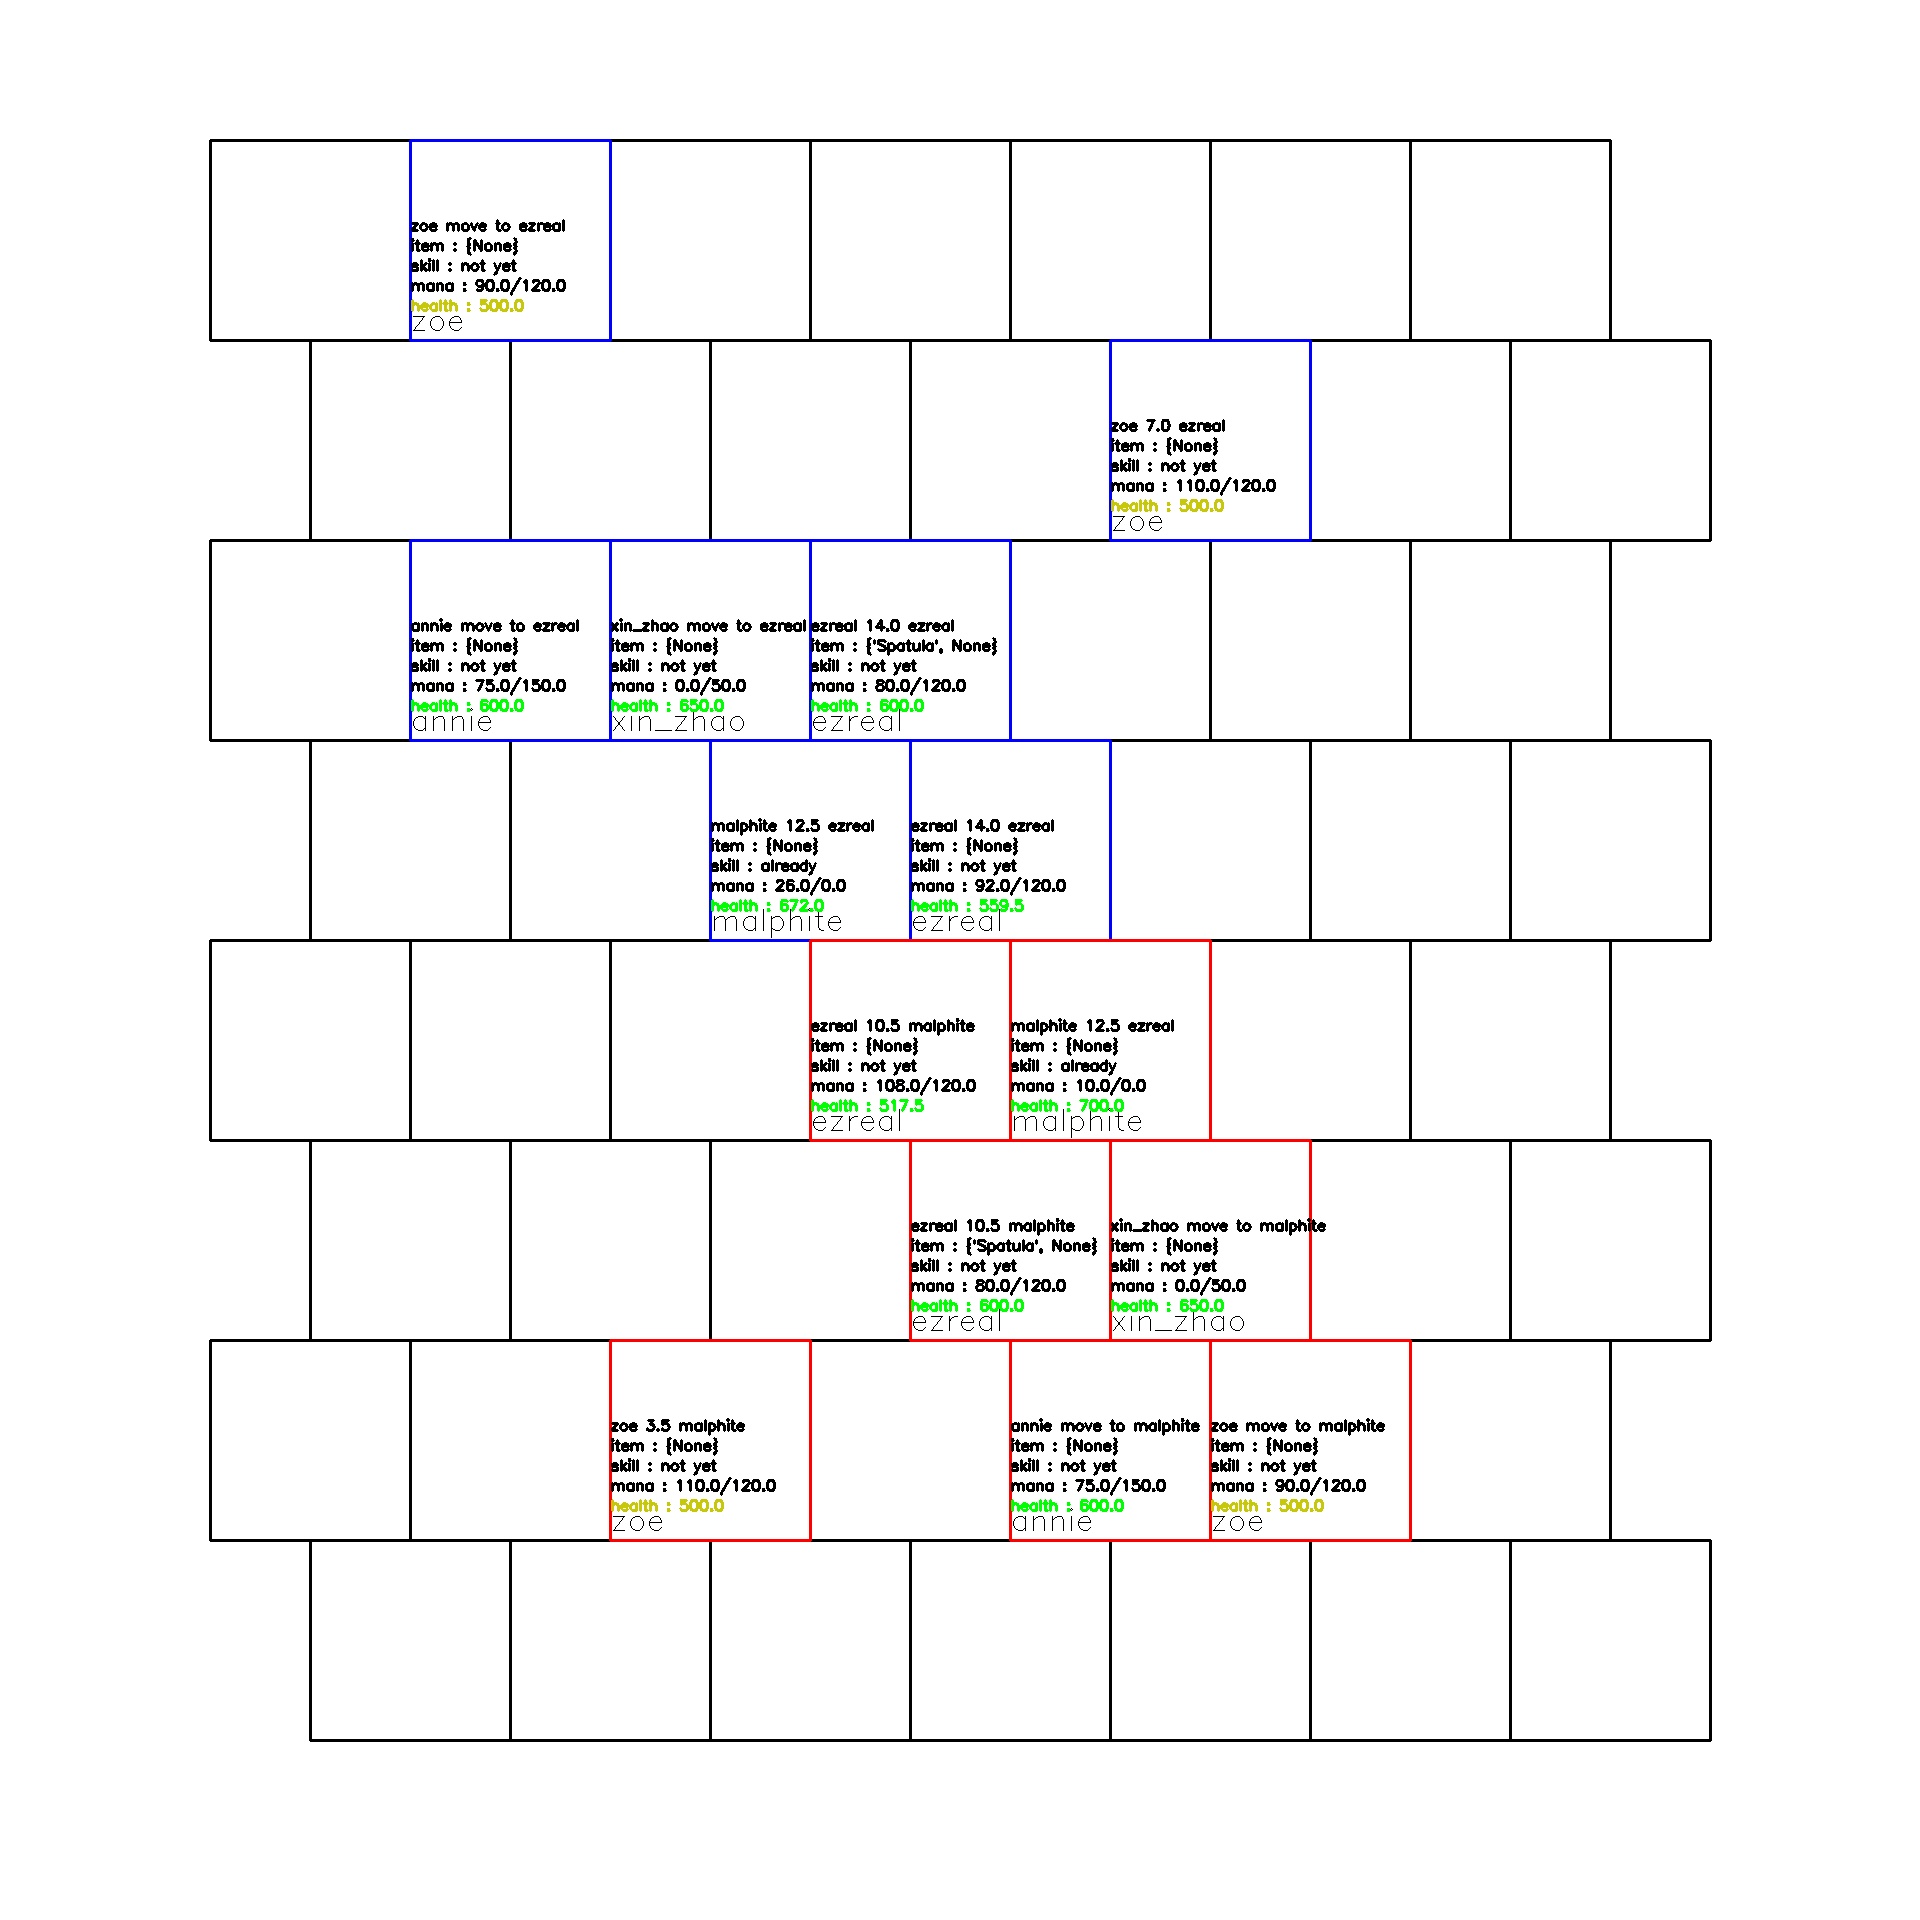 zoe move to ezreal
item : {None}
skill : not yet
mana : 90.0/120.0
health : 500.0
zoe
zoe 7.0 ezreal
item : {None}
skill : not yet
mana : 110.0/120.0
health : 500.0
zoe
annie move to ezreal
item : {None}
skill : not yet
mana : 75.0/150.0
health : 600.0
annie
xin_zhao move to ezreal
item : {None}
skill : not yet
mana : 0.0/50.0
health : 650.0
xin_zhao
ezreal 14.0 ezreal
item : {'Spatula', None}
skill : not yet
mana : 80.0/120.0
health : 600.0
ezreal
malphite 12.5 ezreal
item : {None}
skill : already
mana : 26.0/0.0
health : 672.0
malphite
ezreal 14.0 ezreal
item : {None}
skill : not yet
mana : 92.0/120.0
health : 559.5
ezreal
ezreal 10.5 malphite
item : {None}
skill : not yet
mana : 108.0/120.0
health : 517.5
ezreal
malphite 12.5 ezreal
item : {None}
skill : already
mana : 10.0/0.0
health : 700.0
malphite
ezreal 10.5 malphite
item : {'Spatula', None}
skill : not yet
mana : 80.0/120.0
health : 600.0
ezreal
xin_zhao move to malphite
item : {None}
skill : not yet
mana : 0.0/50.0
health : 650.0
xin_zhao
zoe 3.5 malphite
item : {None}
skill : not yet
mana : 110.0/120.0
health : 500.0
zoe
annie move to malphite
item : {None}
skill : not yet
mana : 75.0/150.0
health : 600.0
annie
zoe move to malphite
item : {None}
skill : not yet
mana : 90.0/120.0
health : 500.0
zoe